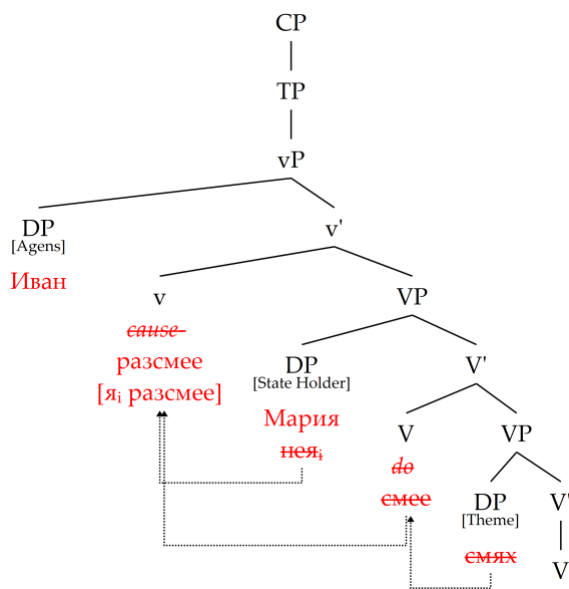 CP
TP
vP
DP
[Agens]
Иван
v'
v
cause-
разсмее
[яᵢ разсмее]
VP
DP
[State Holder]
Мария
неяᵢ
V'
V
do
смее
VP
DP
[Theme]
смях
V'
V